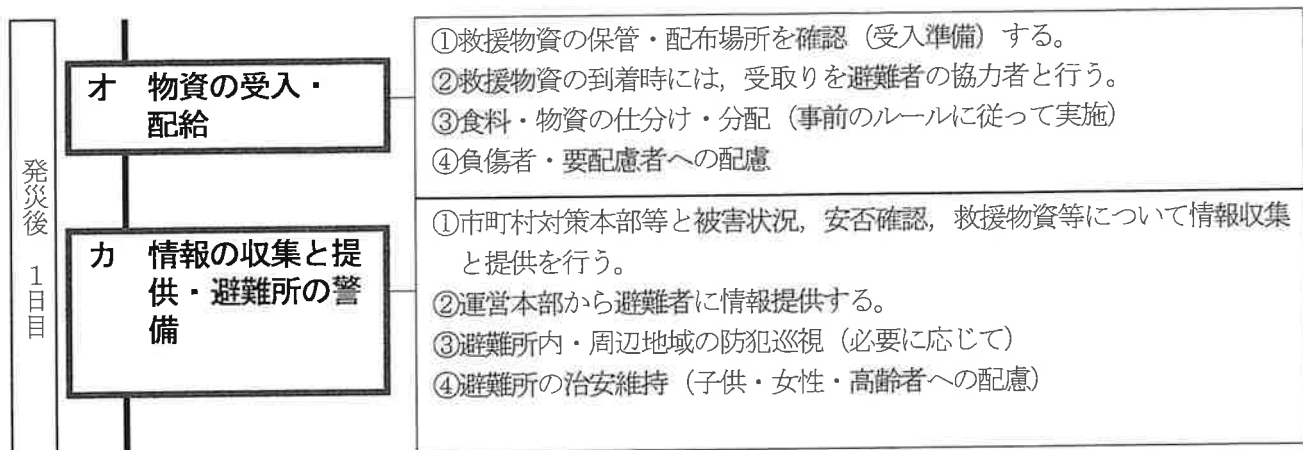 発災後 1日目
オ 物資の受入・
配給
①救援物資の保管・配布場所を確認（受入準備）する。
②救援物資の到着時には，受取りを避難者の協力者と行う。
③食料・物資の仕分け・分配（事前のルールに従って実施）
④負傷者・要配慮者への配慮
カ 情報の収集と提
供・避難所の警
備
①市町村対策本部等と被害状況，安否確認，救援物資等について情報収集
と提供を行う。
②運営本部から避難者に情報提供する。
③避難所内・周辺地域の防犯巡視（必要に応じて）
④避難所の治安維持（子供・女性・高齢者への配慮）